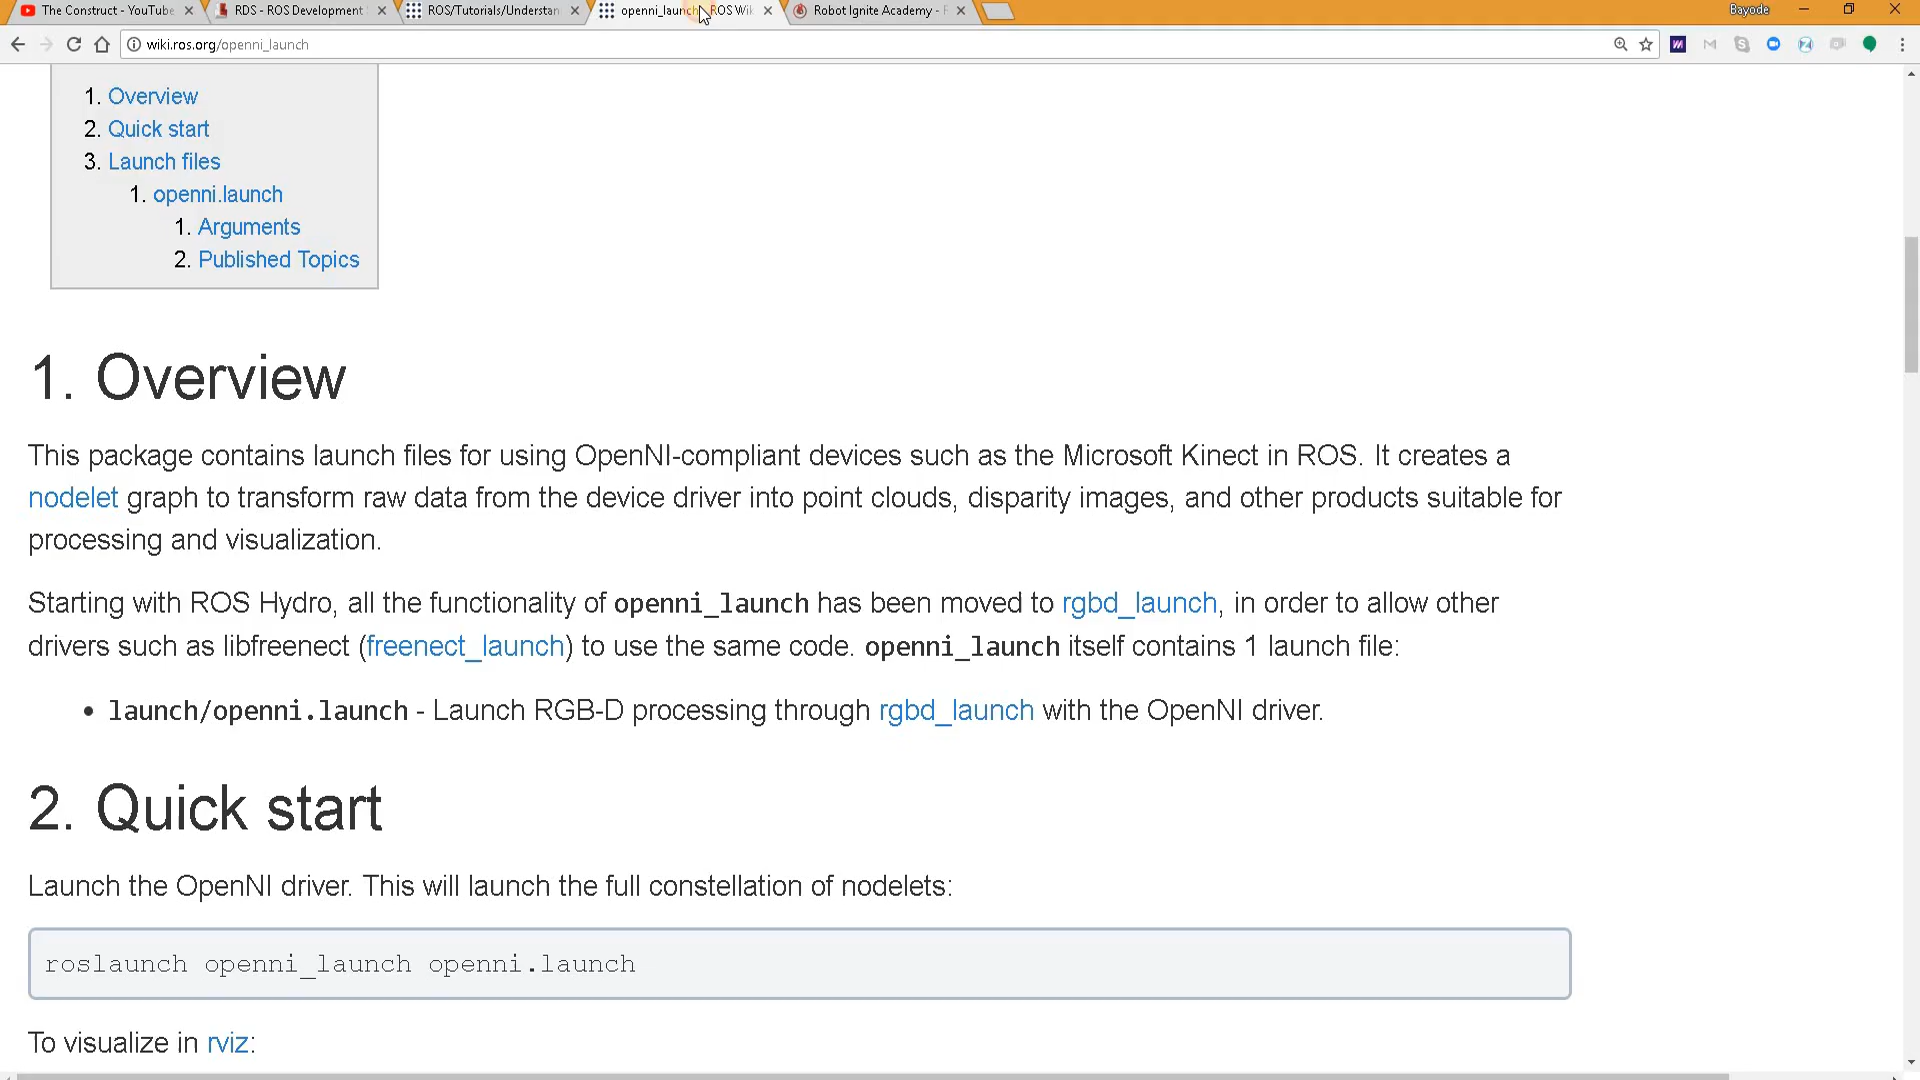 The Construct - YouTube
RDS - ROS Development
ROS/Tutorials/Understan
openni_launch - ROS Wik
Robot Ignite Academy - F
Bayode
wiki.ros.org/openni_launch
1. Overview
2. Quick start
3. Launch files
1. openni.launch
1. Arguments
2. Published Topics
1. Overview
This package contains launch files for using OpenNI-compliant devices such as the Microsoft Kinect in ROS. It creates a
nodelet graph to transform raw data from the device driver into point clouds, disparity images, and other products suitable for
processing and visualization.
Starting with ROS Hydro, all the functionality of openni_launch has been moved to rgbd_launch, in order to allow other
drivers such as libfreenect (freenect_launch) to use the same code. openni_launch itself contains 1 launch file:
• launch/openni.launch - Launch RGB-D processing through rgbd_launch with the OpenNI driver.
2. Quick start
Launch the OpenNI driver. This will launch the full constellation of nodelets:
roslaunch openni_launch openni.launch
To visualize in rviz: